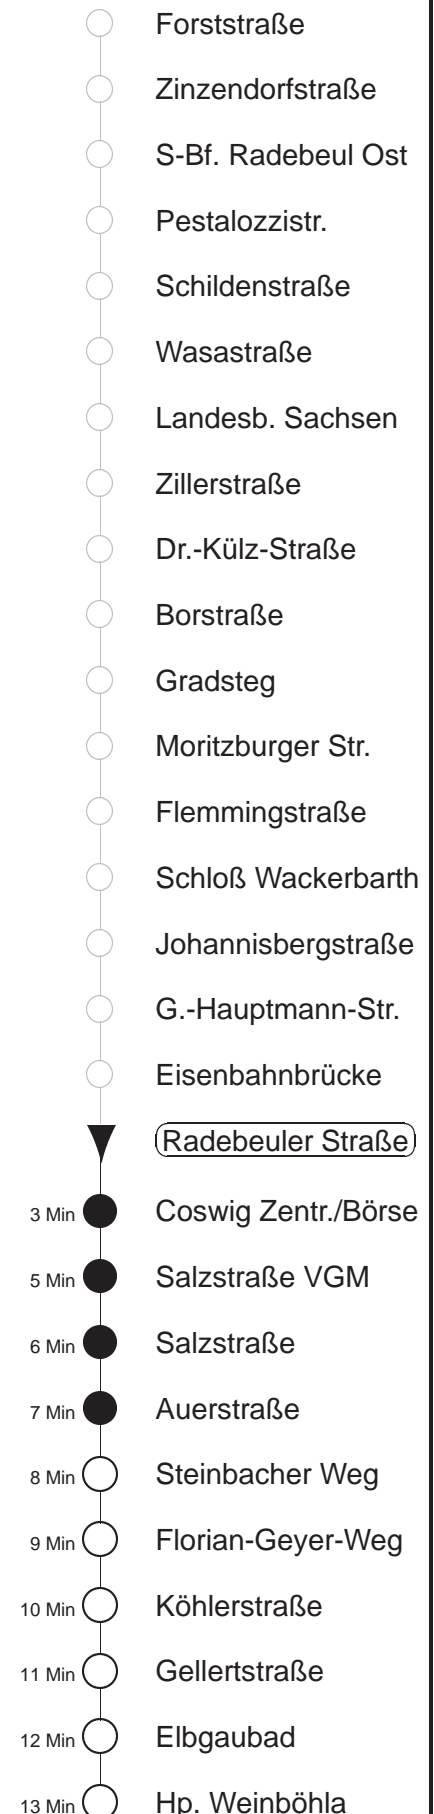 Forststraße
Zinzendorfstraße
S-Bf. Radebeul Ost
Pestalozzistr.
Schildenstraße
Wasastraße
Landesb. Sachsen
Zillerstraße
Dr.-Külz-Straße
Borstraße
Gradsteg
Moritzburger Str.
Flemmingstraße
Schloß Wackerbarth
Johannisbergstraße
G.-Hauptmann-Str.
Eisenbahnbrücke
Radebeuler Straße
3 Min Coswig Zentr./Börse
5 Min Salzstraße VGM
6 Min Salzstraße
7 Min Auerstraße
8 Min Steinbacher Weg
9 Min Florian-Geyer-Weg
10 Min Köhlerstraße
11 Min Gellertstraße
12 Min Elbgaubad
13 Min Hp. Weinböhla